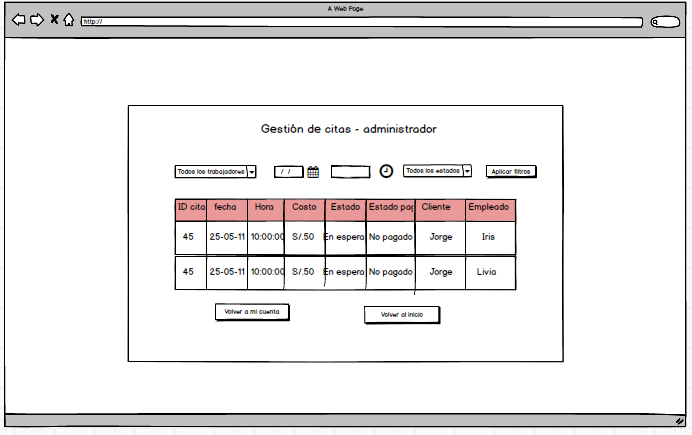 A Web Page
http://
Gestión de citas - administrador
Todos los trabajadores / / Todos los estados Aplicar filtros
ID cita fecha Hora Costo Estado Estado pag Cliente Empleado
45 25-05-11 10:00:00 S/.50 En espera No pagado Jorge Iris
45 25-05-11 10:00:00 S/.50 En espera No pagado Jorge Livia
Volver a mi cuenta Volver al inicio